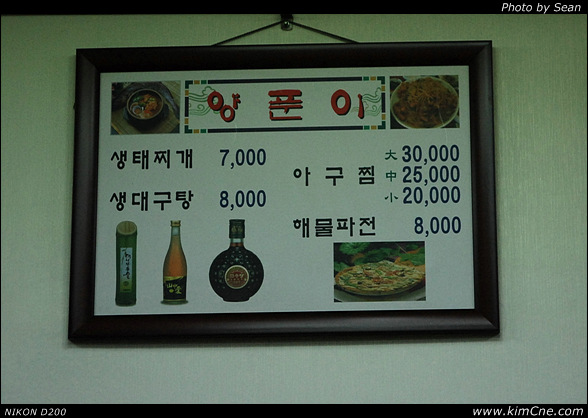 Photo by Sean
양푼이
생태찌개 7,000
생대구탕 8,000
아구찜 大 30,000
中 25,000
小 20,000
해물파전 8,000
NIKON D200
www.kimCne.com